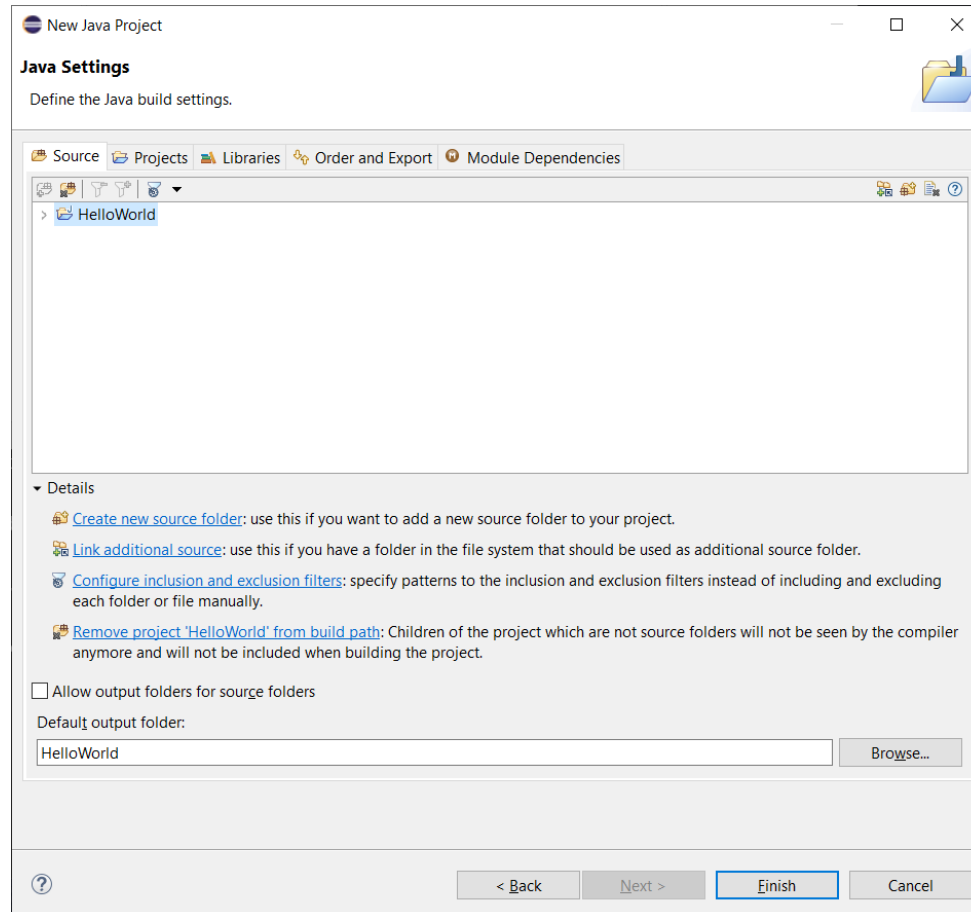 New Java Project
Java Settings
Define the Java build settings.
Source Projects Libraries Order and Export Module Dependencies
HelloWorld
Details
Create new source folder: use this if you want to add a new source folder to your project.
Link additional source: use this if you have a folder in the file system that should be used as additional source folder.
Configure inclusion and exclusion filters: specify patterns to the inclusion and exclusion filters instead of including and excluding
each folder or file manually.
Remove project 'HelloWorld' from build path: Children of the project which are not source folders will not be seen by the compiler
anymore and will not be included when building the project.
Allow output folders for source folders
Default output folder:
HelloWorld
Browse...
< Back Next > Finish Cancel